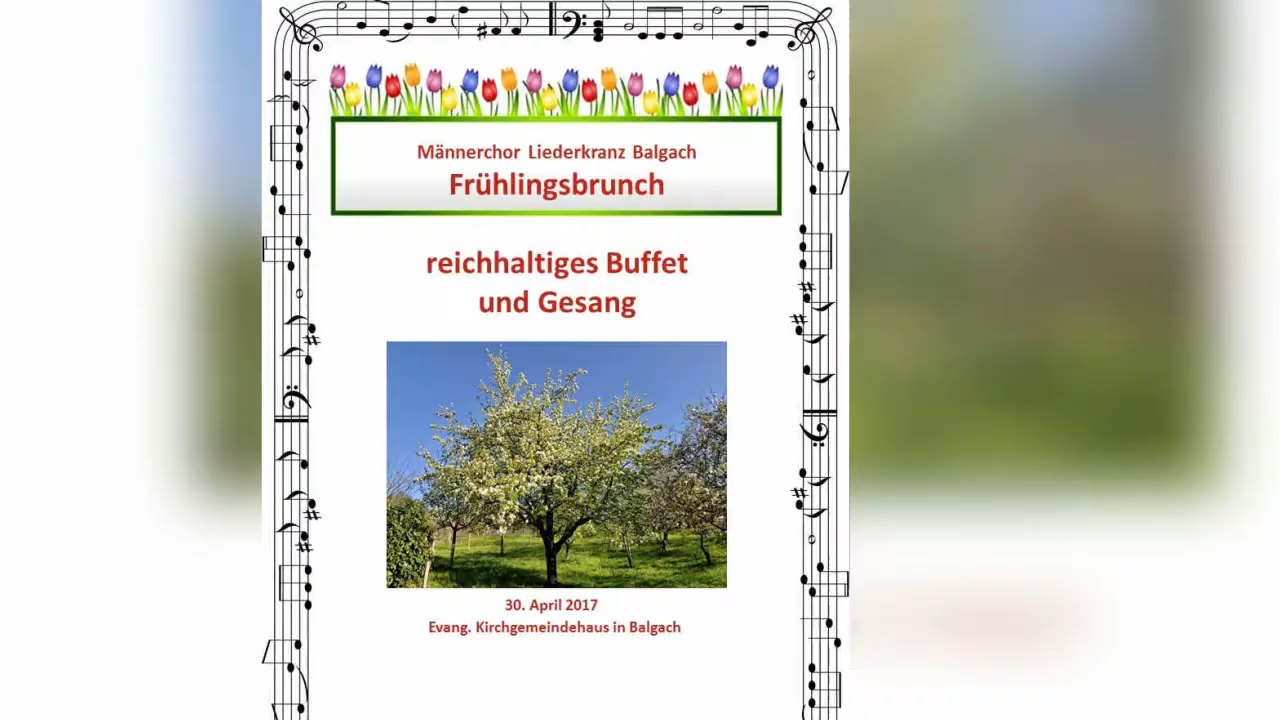 Männerchor Liederkranz Balgach
Frühlingsbrunch
reichhaltiges Buffet
und Gesang
30. April 2017
Evang. Kirchgemeindehaus in Balgach